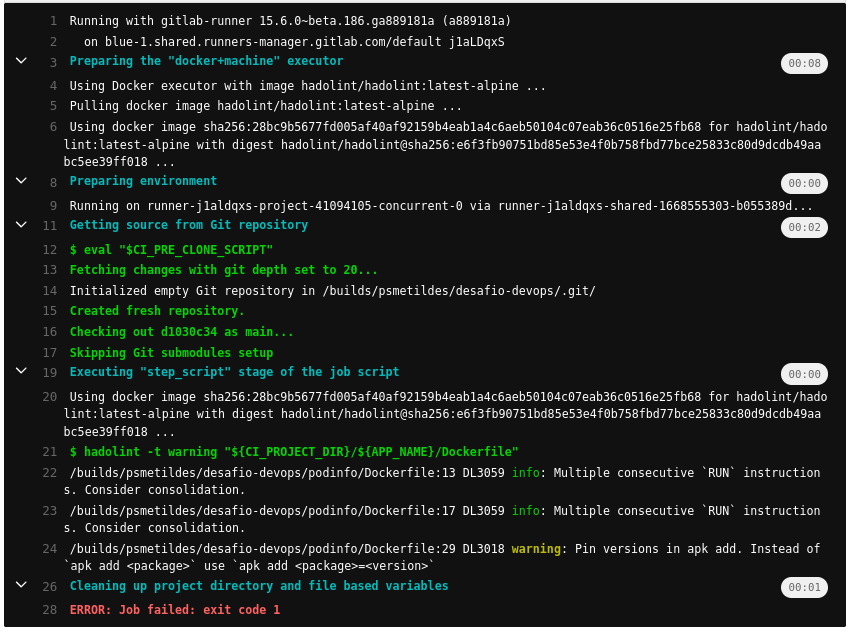 1 Running with gitlab-runner 15.6.0~beta.186.ga889181a (a889181a)
2 on blue-1.shared.runners-manager.gitlab.com/default j1aLDqxS
3 Preparing the "docker+machine" executor 00:08
4 Using Docker executor with image hadolint/hadolint:latest-alpine ...
5 Pulling docker image hadolint/hadolint:latest-alpine ...
6 Using docker image sha256:28bc9b5677fd005af40af92159b4eab1a4c6aeb50104c07eab36c0516e25fb68 for hadolint/hado
lint:latest-alpine with digest hadolint/hadolint@sha256:e6f3fb90751bd85e53e4f0b758fbd77bce25833c80d9dcdb49aa
bc5ee39ff018 ...
8 Preparing environment 00:00
9 Running on runner-j1aldqxs-project-41094105-concurrent-0 via runner-j1aldqxs-shared-1668555303-b055389d...
11 Getting source from Git repository 00:02
12 $ eval "$CI_PRE_CLONE_SCRIPT"
13 Fetching changes with git depth set to 20...
14 Initialized empty Git repository in /builds/psmetildes/desafio-devops/.git/
15 Created fresh repository.
16 Checking out d1030c34 as main...
17 Skipping Git submodules setup
19 Executing "step_script" stage of the job script 00:00
20 Using docker image sha256:28bc9b5677fd005af40af92159b4eab1a4c6aeb50104c07eab36c0516e25fb68 for hadolint/hado
lint:latest-alpine with digest hadolint/hadolint@sha256:e6f3fb90751bd85e53e4f0b758fbd77bce25833c80d9dcdb49aa
bc5ee39ff018 ...
21 $ hadolint -t warning "${CI_PROJECT_DIR}/${APP_NAME}/Dockerfile"
22 /builds/psmetildes/desafio-devops/podinfo/Dockerfile:13 DL3059 info: Multiple consecutive `RUN` instruction
s. Consider consolidation.
23 /builds/psmetildes/desafio-devops/podinfo/Dockerfile:17 DL3059 info: Multiple consecutive `RUN` instruction
s. Consider consolidation.
24 /builds/psmetildes/desafio-devops/podinfo/Dockerfile:29 DL3018 warning: Pin versions in apk add. Instead of
`apk add <package>` use `apk add <package>=<version>`
26 Cleaning up project directory and file based variables 00:01
28 ERROR: Job failed: exit code 1